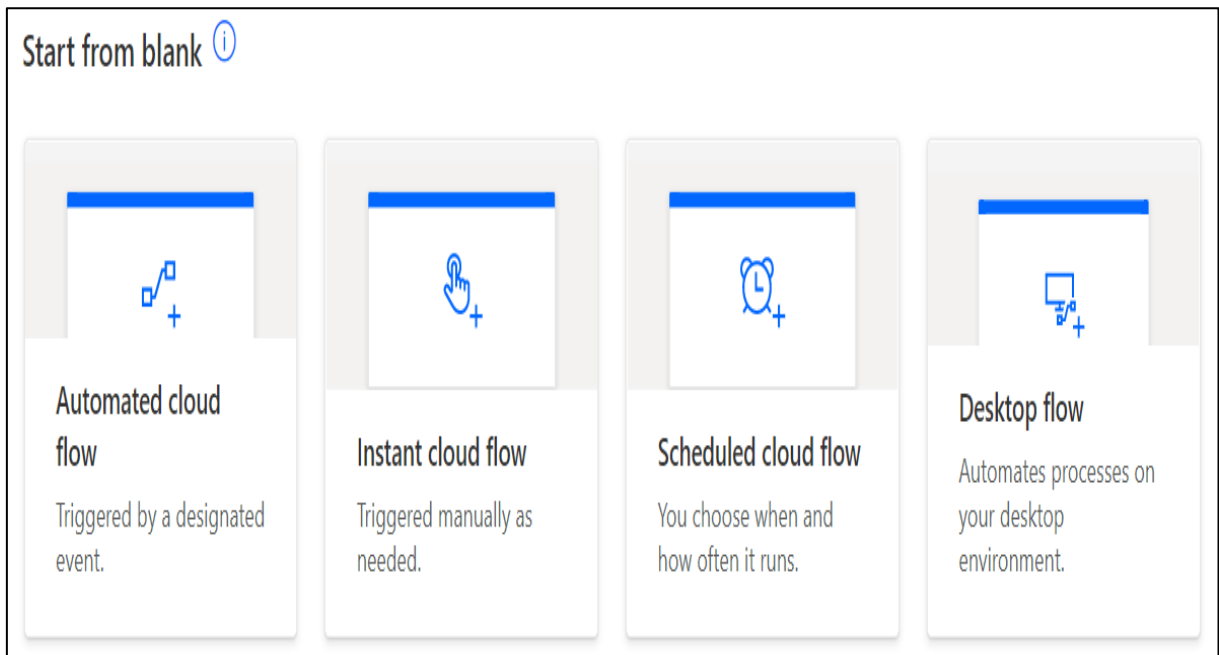 Start from blank
Automated cloud
flow
Triggered by a designated
event.
Instant cloud flow
Triggered manually as
needed.
Scheduled cloud flow
You choose when and
how often it runs.
Desktop flow
Automates processes on
your desktop
environment.